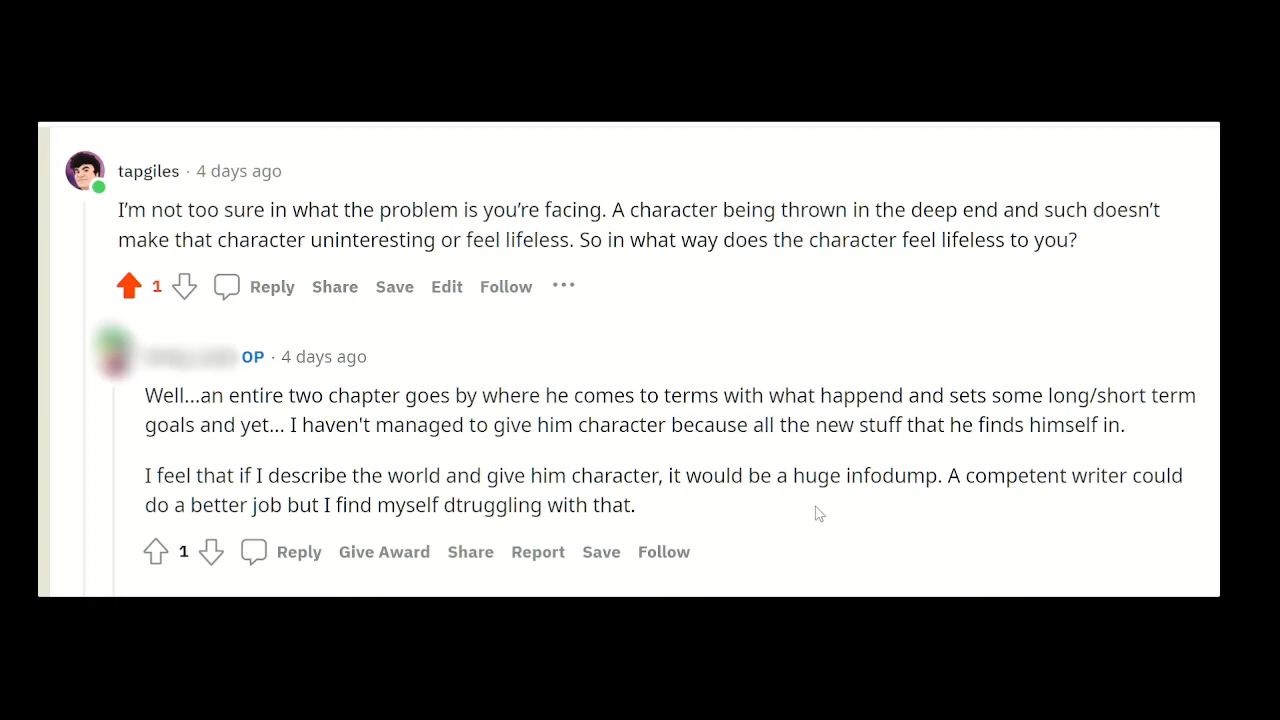 tapgiles · 4 days ago
I’m not too sure in what the problem is you’re facing. A character being thrown in the deep end and such doesn’t
make that character uninteresting or feel lifeless. So in what way does the character feel lifeless to you?
1 Reply Share Save Edit Follow ···
OP · 4 days ago
Well...an entire two chapter goes by where he comes to terms with what happend and sets some long/short term
goals and yet... I haven't managed to give him character because all the new stuff that he finds himself in.
I feel that if I describe the world and give him character, it would be a huge infodump. A competent writer could
do a better job but I find myself dtruggling with that.
1 Reply Give Award Share Report Save Follow